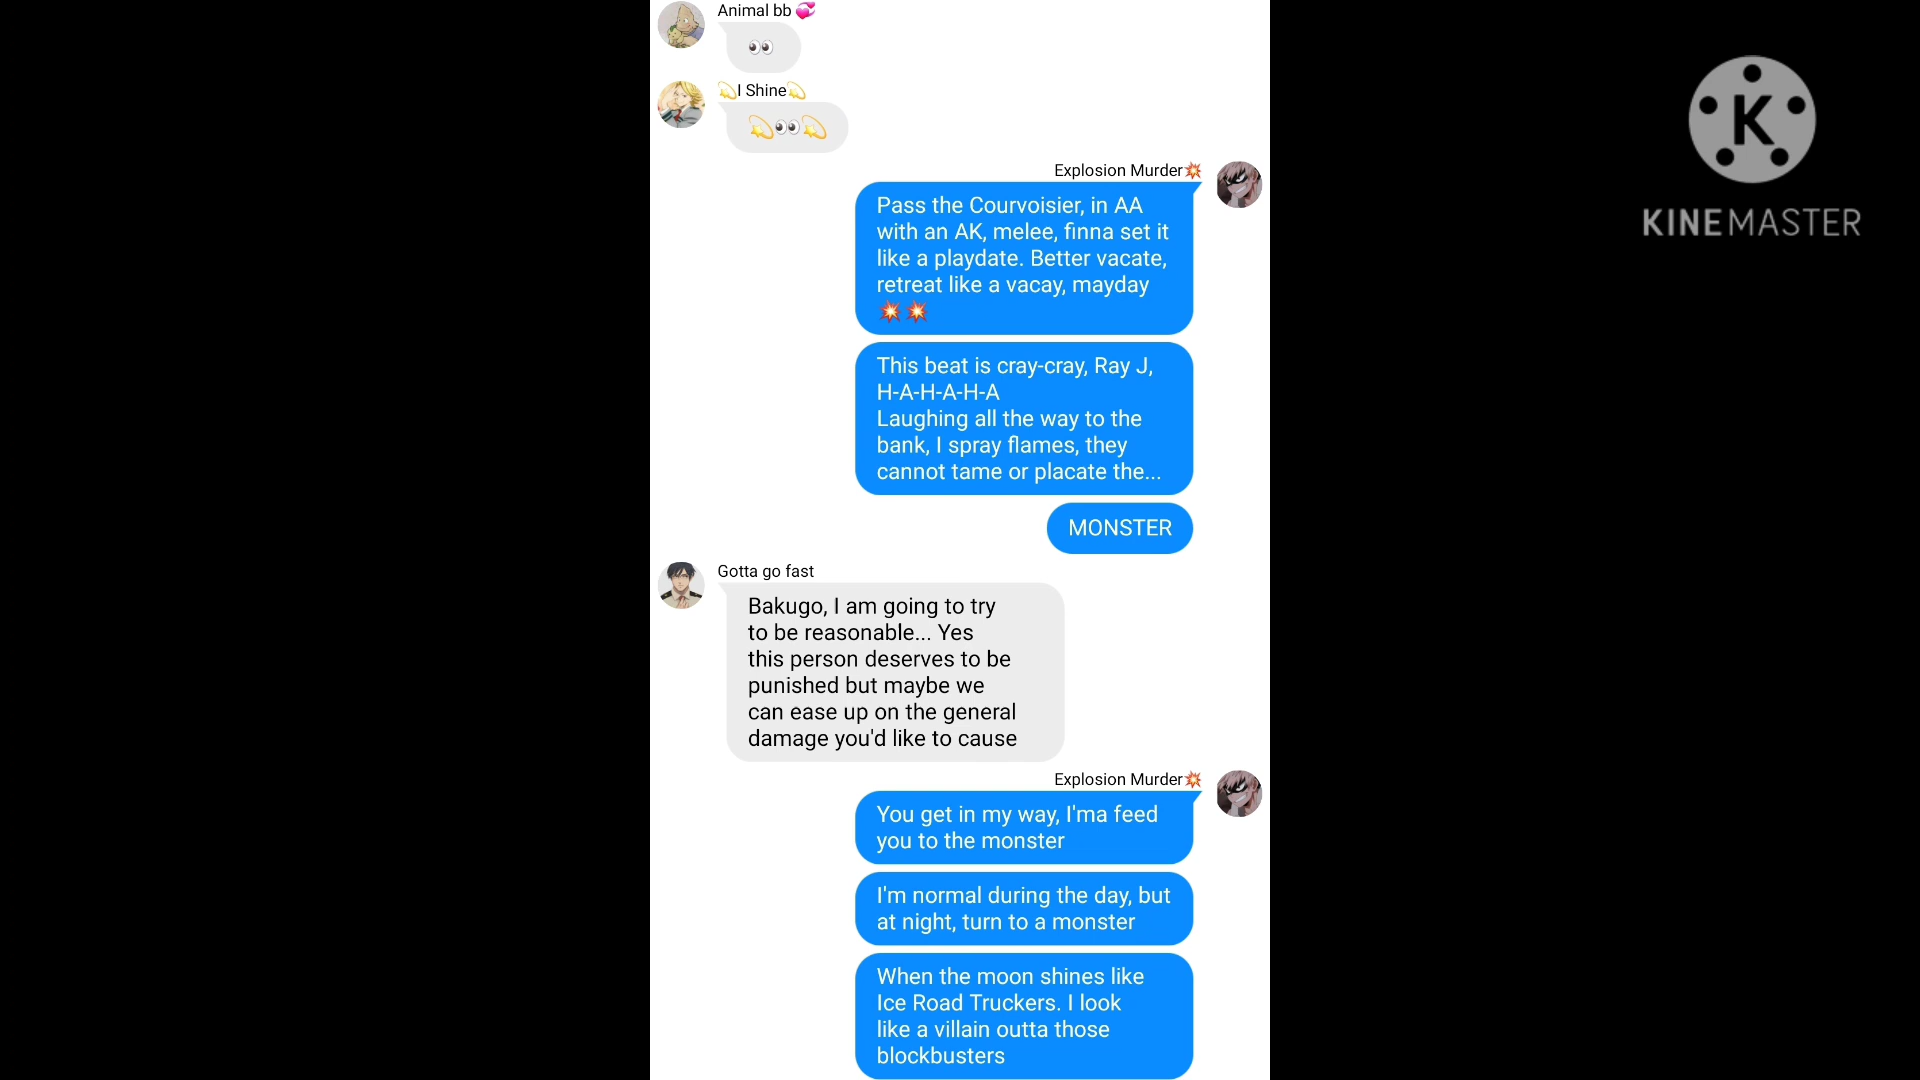 Animal bb 💞
👀
💫I Shine💫
💫👀💫
Explosion Murder💥
Pass the Courvoisier, in AA
with an AK, melee, finna set it
like a playdate. Better vacate,
retreat like a vacay, mayday
💥 💥
This beat is cray-cray, Ray J,
H-A-H-A-H-A
Laughing all the way to the
bank, I spray flames, they
cannot tame or placate the...
MONSTER
Gotta go fast
Bakugo, I am going to try
to be reasonable... Yes
this person deserves to be
punished but maybe we
can ease up on the general
damage you'd like to cause
Explosion Murder💥
You get in my way, I'ma feed
you to the monster
I'm normal during the day, but
at night, turn to a monster
When the moon shines like
Ice Road Truckers. I look
like a villain outta those
blockbusters
K
KINEMASTER